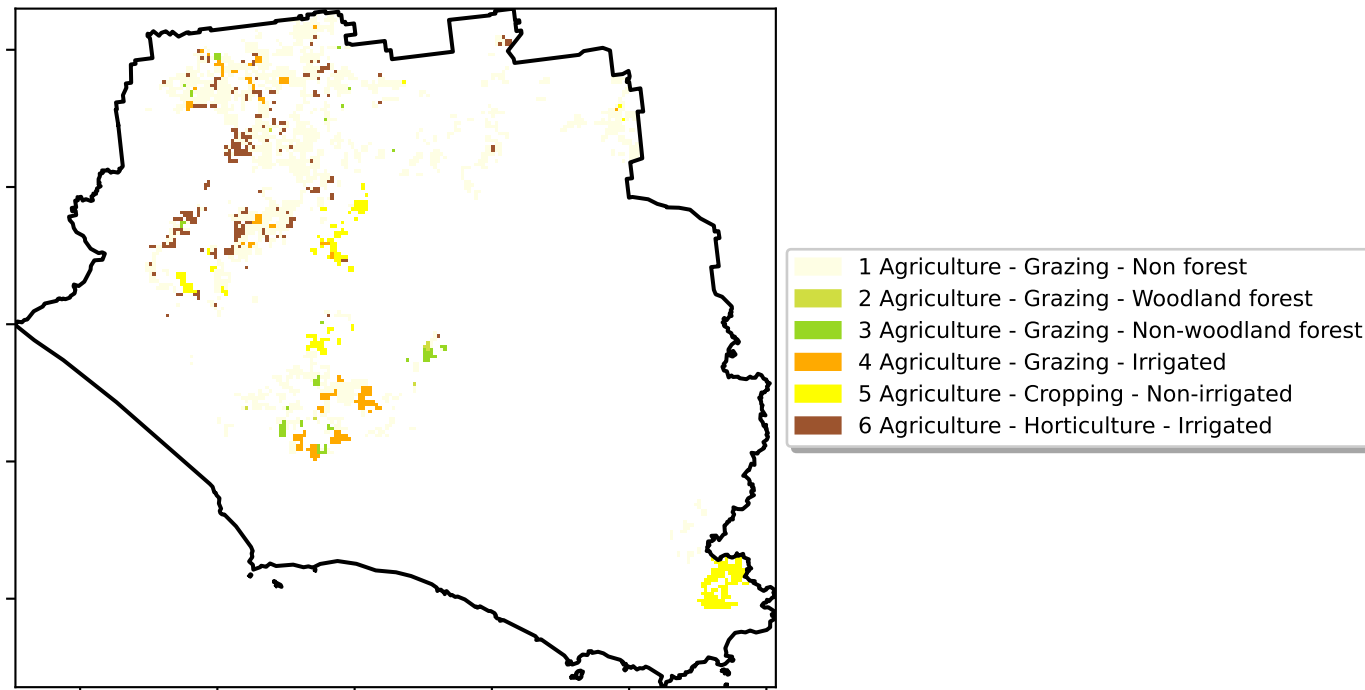 1 Agriculture - Grazing - Non forest
2 Agriculture - Grazing - Woodland forest
3 Agriculture - Grazing - Non-woodland forest
4 Agriculture - Grazing - Irrigated
5 Agriculture - Cropping - Non-irrigated
6 Agriculture - Horticulture - Irrigated